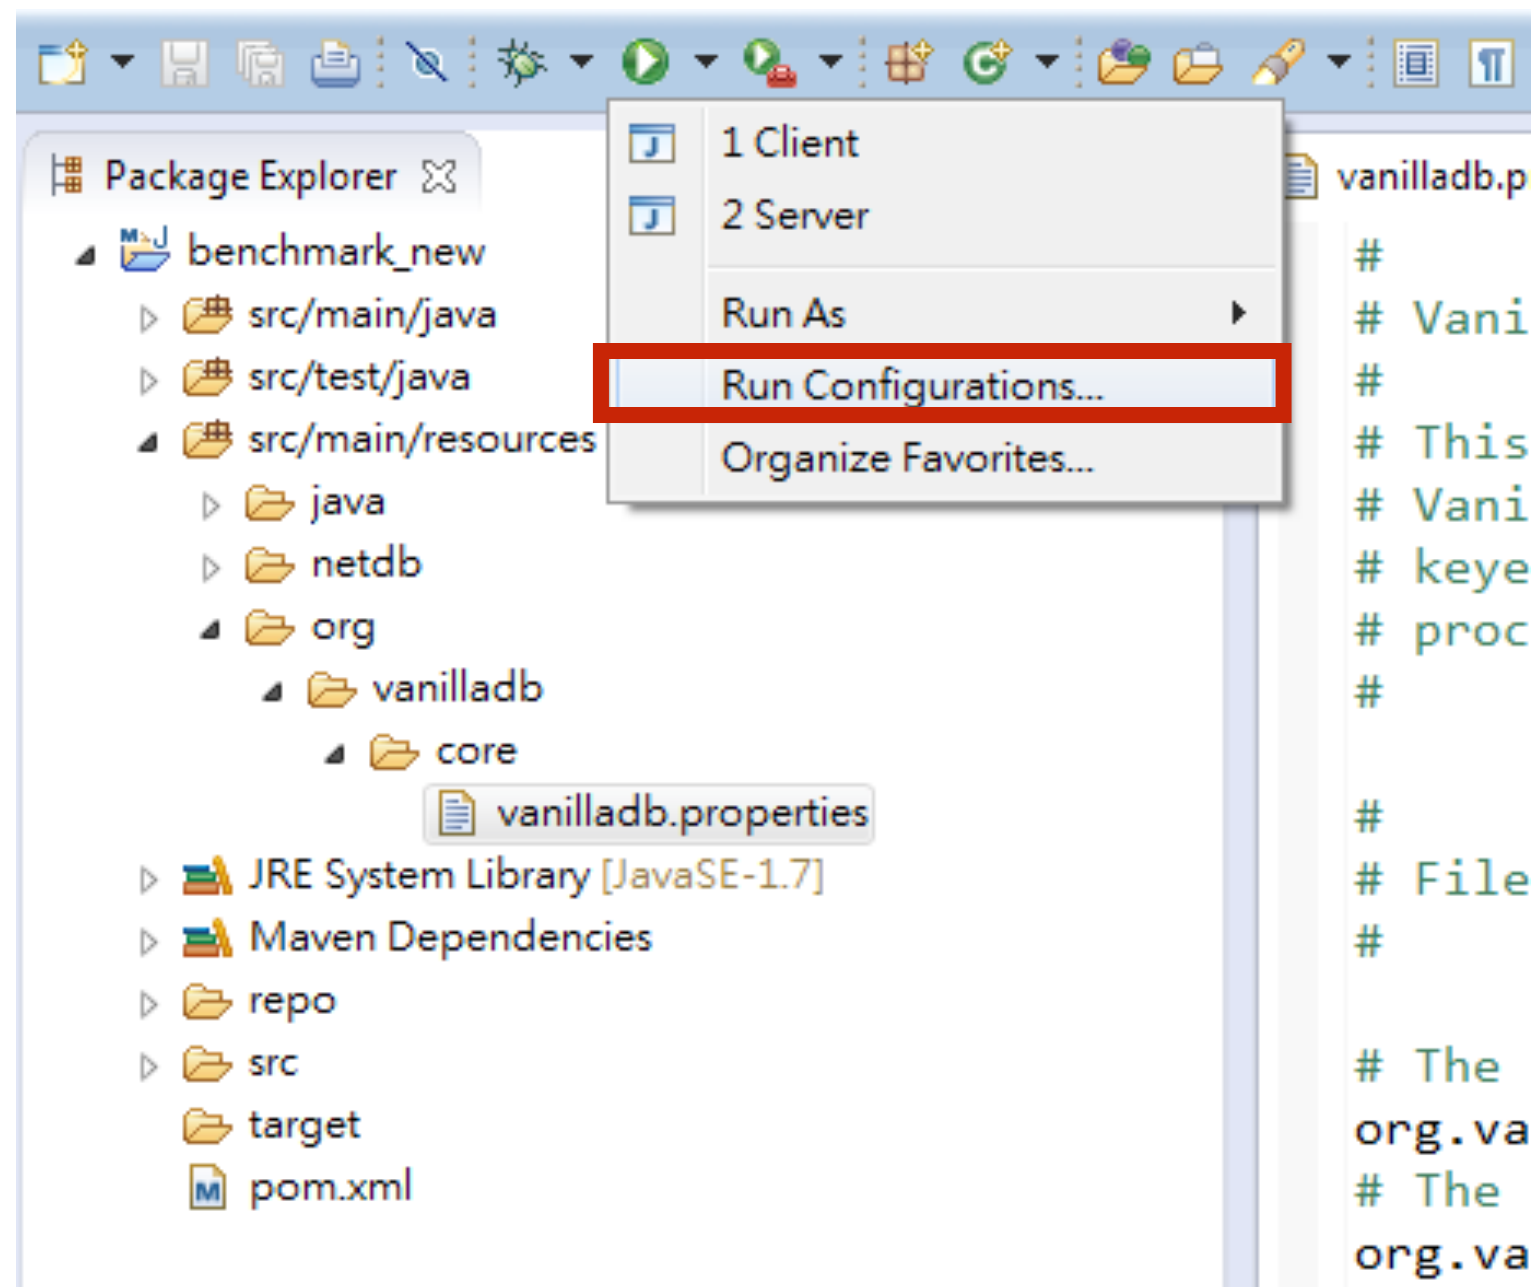 1 Client
2 Server
Run As
Run Configurations...
Organize Favorites...
Package Explorer
benchmark_new
src/main/java
src/test/java
src/main/resources
java
netdb
org
vanilladb
core
vanilladb.properties
JRE System Library [JavaSE-1.7]
Maven Dependencies
repo
src
target
pom.xml
vanilladb.p
#
# Vani
#
# This
# Vani
# keye
# proc
#
#
# File
#
# The
org.va
# The
org.va